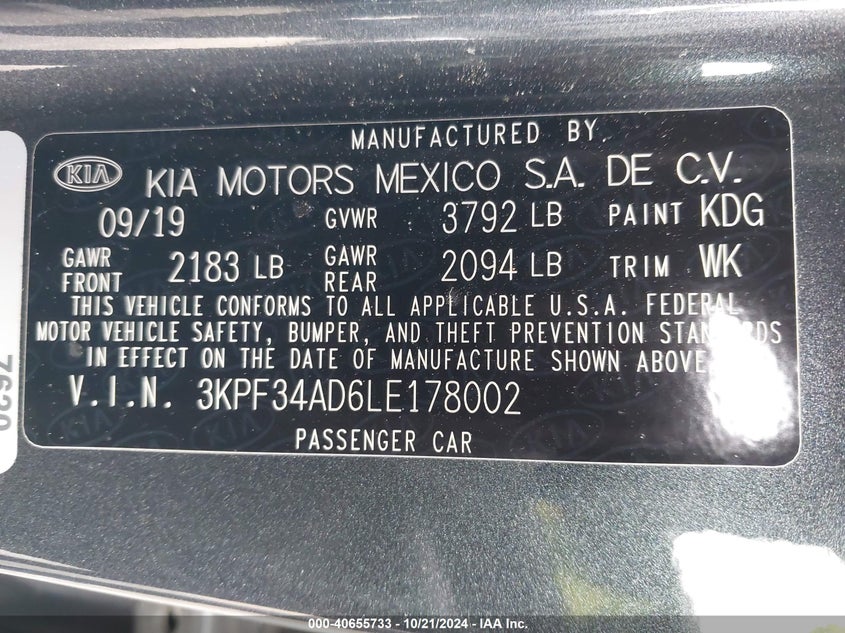 MANUFACTURED BY.
KIA KIA MOTORS MEXICO S.A. DE C.V.
09/19 GVWR 3792 LB PAINT KDG
GAWR FRONT 2183 LB GAWR REAR 2094 LB TRIM WK
THIS VEHICLE CONFORMS TO ALL APPLICABLE U.S.A. FEDERAL
MOTOR VEHICLE SAFETY, BUMPER, AND THEFT PREVENTION STANDARDS
IN EFFECT ON THE DATE OF MANUFACTURE SHOWN ABOVE.
V.I.N. 3KPF34AD6LE178002
PASSENGER CAR
000-40655733 - 10/21/2024 - IAA Inc.